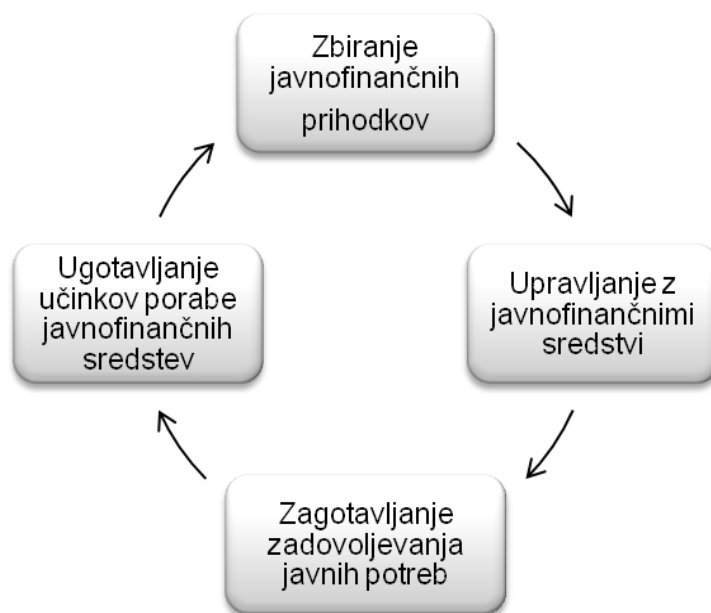 Zbiranje
javnofinančnih
prihodkov
Upravljanje z
javnofinančnimi
sredstvi
Zagotavljanje
zadovoljevanja
javnih potreb
Ugotavljanje
učinkov porabe
javnofinančnih
sredstev